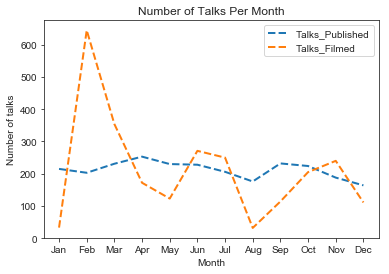 Number of Talks Per Month
Talks_Published
Talks_Filmed
Number of talks
600
500
400
300
200
100
0
Jan Feb Mar Apr May Jun Jul Aug Sep Oct Nov Dec
Month